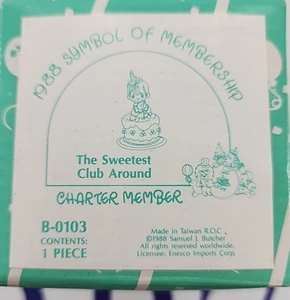 1988 SYMBOL OF MEMBERSHIP
The Sweetest
Club Around
CHARTER MEMBER
B-0103
CONTENTS:
1 PIECE
Made in Taiwan R.O.C
©1988 Samuel J. Butcher
All rights reserved worldwide.
Licensee: Enesco Imports Corp.